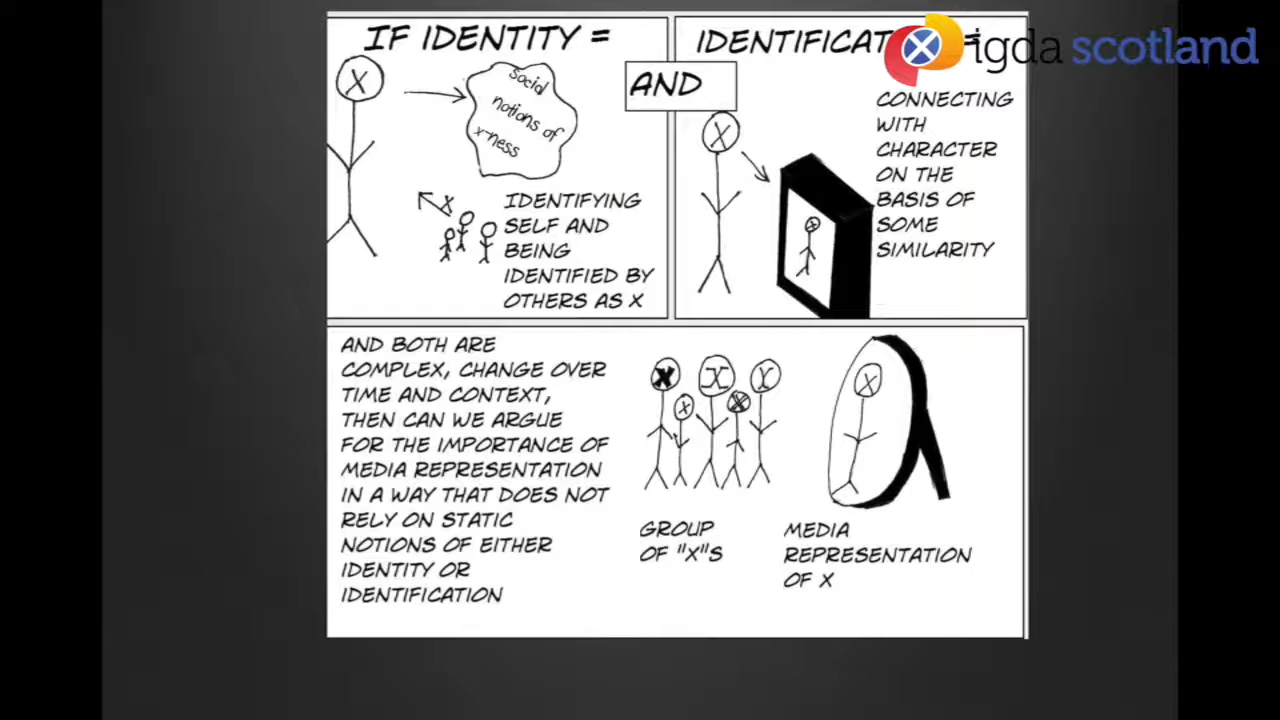 IF IDENTITY =
X
Social
notions of
x-ness
X
IDENTIFYING
SELF AND
BEING
IDENTIFIED BY
OTHERS AS X
AND
igda scotland
X
CONNECTING
WITH
CHARACTER
ON THE
BASIS OF
SOME
SIMILARITY
X
AND BOTH ARE
COMPLEX, CHANGE OVER
TIME AND CONTEXT,
THEN CAN WE ARGUE
FOR THE IMPORTANCE OF
MEDIA REPRESENTATION
IN A WAY THAT DOES NOT
RELY ON STATIC
NOTIONS OF EITHER
IDENTITY OR
IDENTIFICATION
X X X
X X
GROUP
OF "X"S
X
MEDIA
REPRESENTATION
OF X